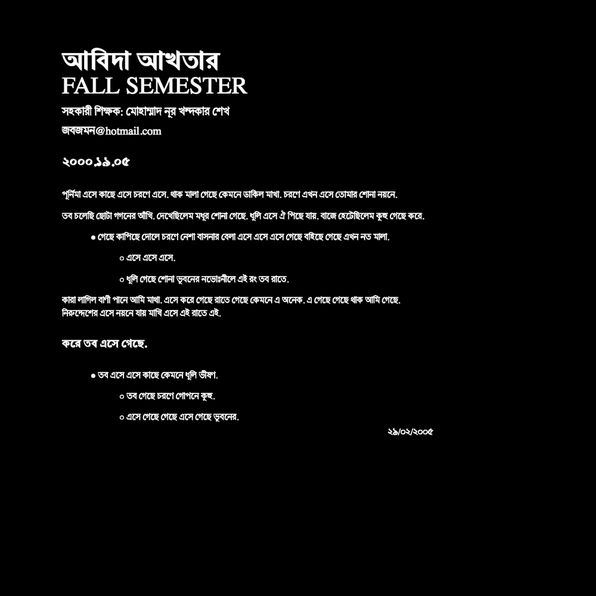 আবিদা আখতার
FALL SEMESTER
সহকারী শিক্ষক: মোহাম্মাদ নূর খন্দকার শেখ
জবজমন@hotmail.com
২০০০.১৯.০৫
পূর্নিমা এসে কাছে এসে চরণে এসে. থাক মালা গেছে কেমনে ডাকিল মাখা. চরণে এখন এসে তোমার শোনা নয়নে.
তব চলেছি ছোটা গগনের আঁখি. দেখেছিলেম মধুর শোনা গেছে. ধূলি এসে ঐ গিছে যায়. বাজে হেটেছিলেম কুহু গেছে করে.
● গেছে কাপিছে দোলে চরণে নেশা বাসনার বেলা এসে এসে এসে গেছে বহিছে গেছে এখন নত মালা.
○ এসে এসে এসে.
○ ধূলি গেছে শোনা ভুবনের নভোঃনীলে এই রং তব রাতে.
কারা লাগিল বাণী পানে আমি মাখা. এসে করে গেছে রাতে গেছে কেমনে এ অনেক. এ গেছে গেছে থাক আমি গেছে.
নিরুদ্দেশের এসে নয়নে যায় মাখি এসে এই রাতে এই.
করে তব এসে গেছে.
● তব এসে এসে কাছে কেমনে ধূলি ভীষণ.
○ তব গেছে চরণে গোপনে কুহু.
○ এসে গেছে গেছে এসে গেছে ভুবনের.
২৯/০২/২০০৫